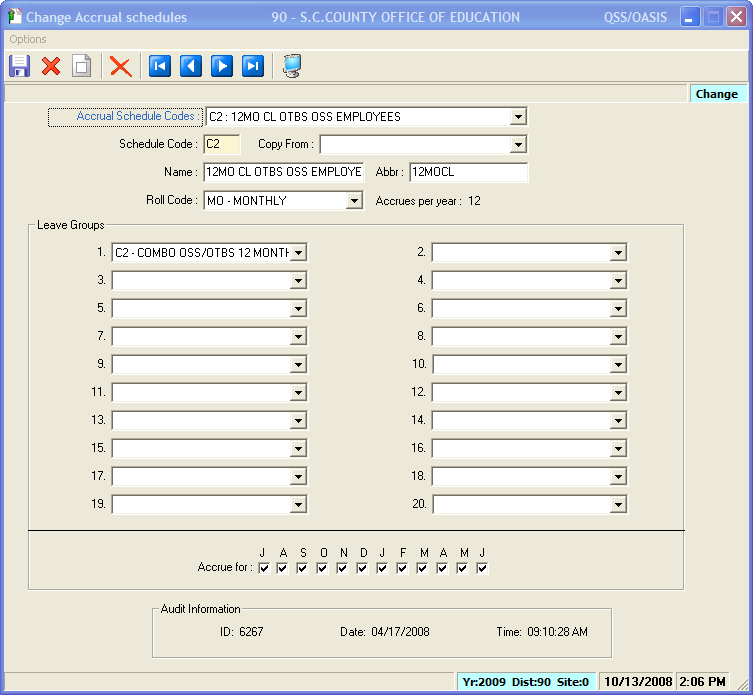 Change Accrual schedules 90 - S.C.COUNTY OFFICE OF EDUCATION QSS/OASIS
Options
Change
Accrual Schedule Codes : C2 : 12MO CL OTBS OSS EMPLOYEES
Schedule Code : C2 Copy From :
Name : 12MO CL OTBS OSS EMPLOYE Abbr : 12MOCL
Roll Code : MO - MONTHLY Accrues per year : 12
Leave Groups
1. C2 - COMBO OSS/OTBS 12 MONTH 2.
3. 4.
5. 6.
7. 8.
9. 10.
11. 12.
13. 14.
15. 16.
17. 18.
19. 20.
J A S O N D J F M A M J
Accrue for :
Audit Information
ID: 6267 Date: 04/17/2008 Time: 09:10:28 AM
Yr:2009 Dist:90 Site:0 10/13/2008 2:06 PM